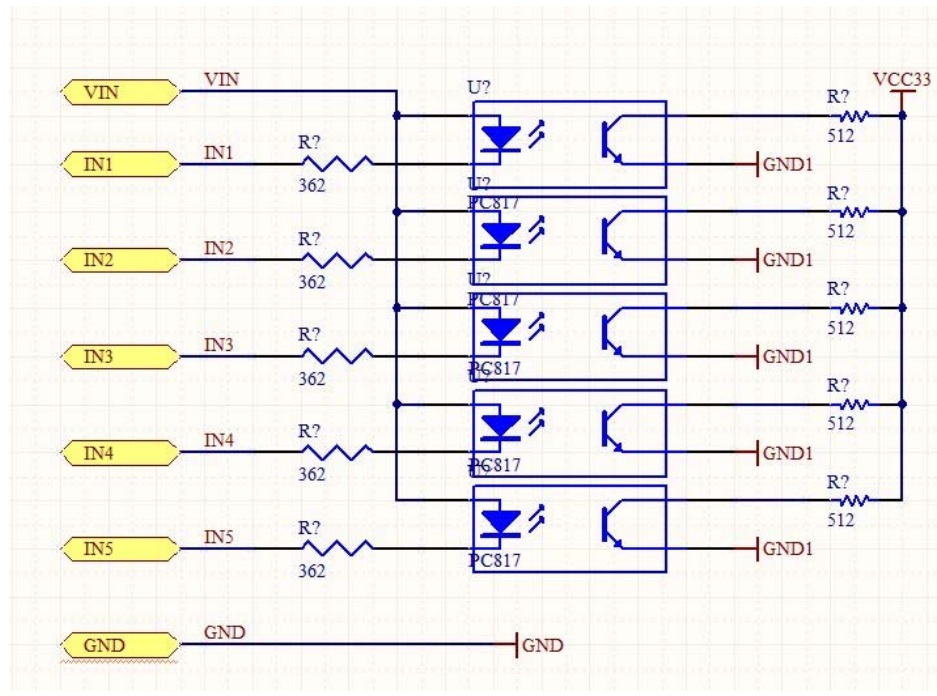 VIN
VIN
U?
VCC33
R?
512
IN1
IN1
R?
362
GND1
U?
PC817
R?
512
IN2
IN2
R?
362
GND1
U?
PC817
R?
512
IN3
IN3
R?
362
GND1
PC817
U?
R?
512
IN4
IN4
R?
362
GND1
PC817
U?
R?
512
IN5
IN5
R?
362
GND1
PC817
GND
GND
GND